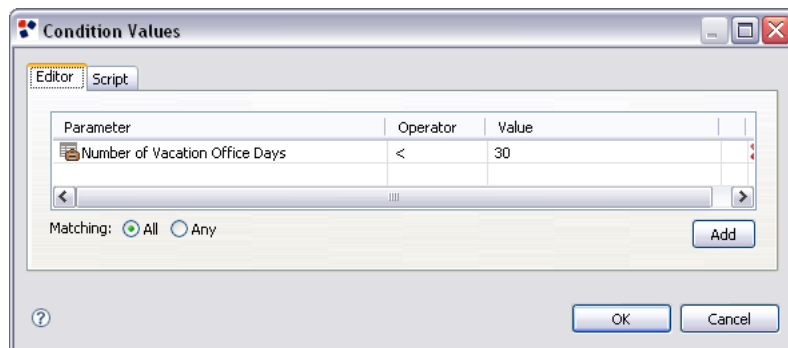 Condition Values
Editor Script
Parameter Operator Value
Number of Vacation Office Days < 30
Matching: All Any
Add
? OK Cancel